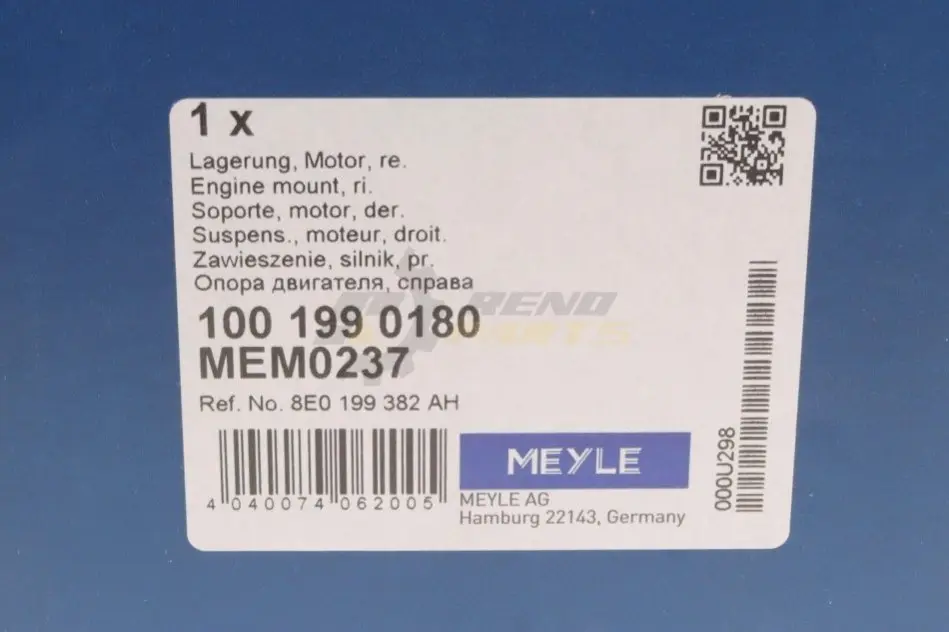 1 x
Lagerung, Motor, re.
Engine mount, ri.
Soporte, motor, der.
Suspens., moteur, droit.
Zawieszenie, silnik, pr.
Опора двигателя, справа
RENO
PARTS
100 199 0180
MEM0237
Ref. No. 8E0 199 382 AH
4 040074 062005
MEYLE
MEYLE AG
Hamburg 22143, Germany
000U298